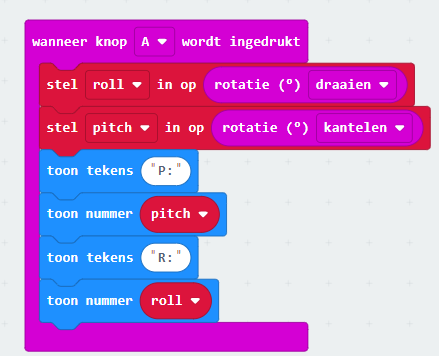 wanneer knop A wordt ingedrukt
stel roll in op rotatie (º) draaien
stel pitch in op rotatie (º) kantelen
toon tekens "P:"
toon nummer pitch
toon tekens "R:"
toon nummer roll